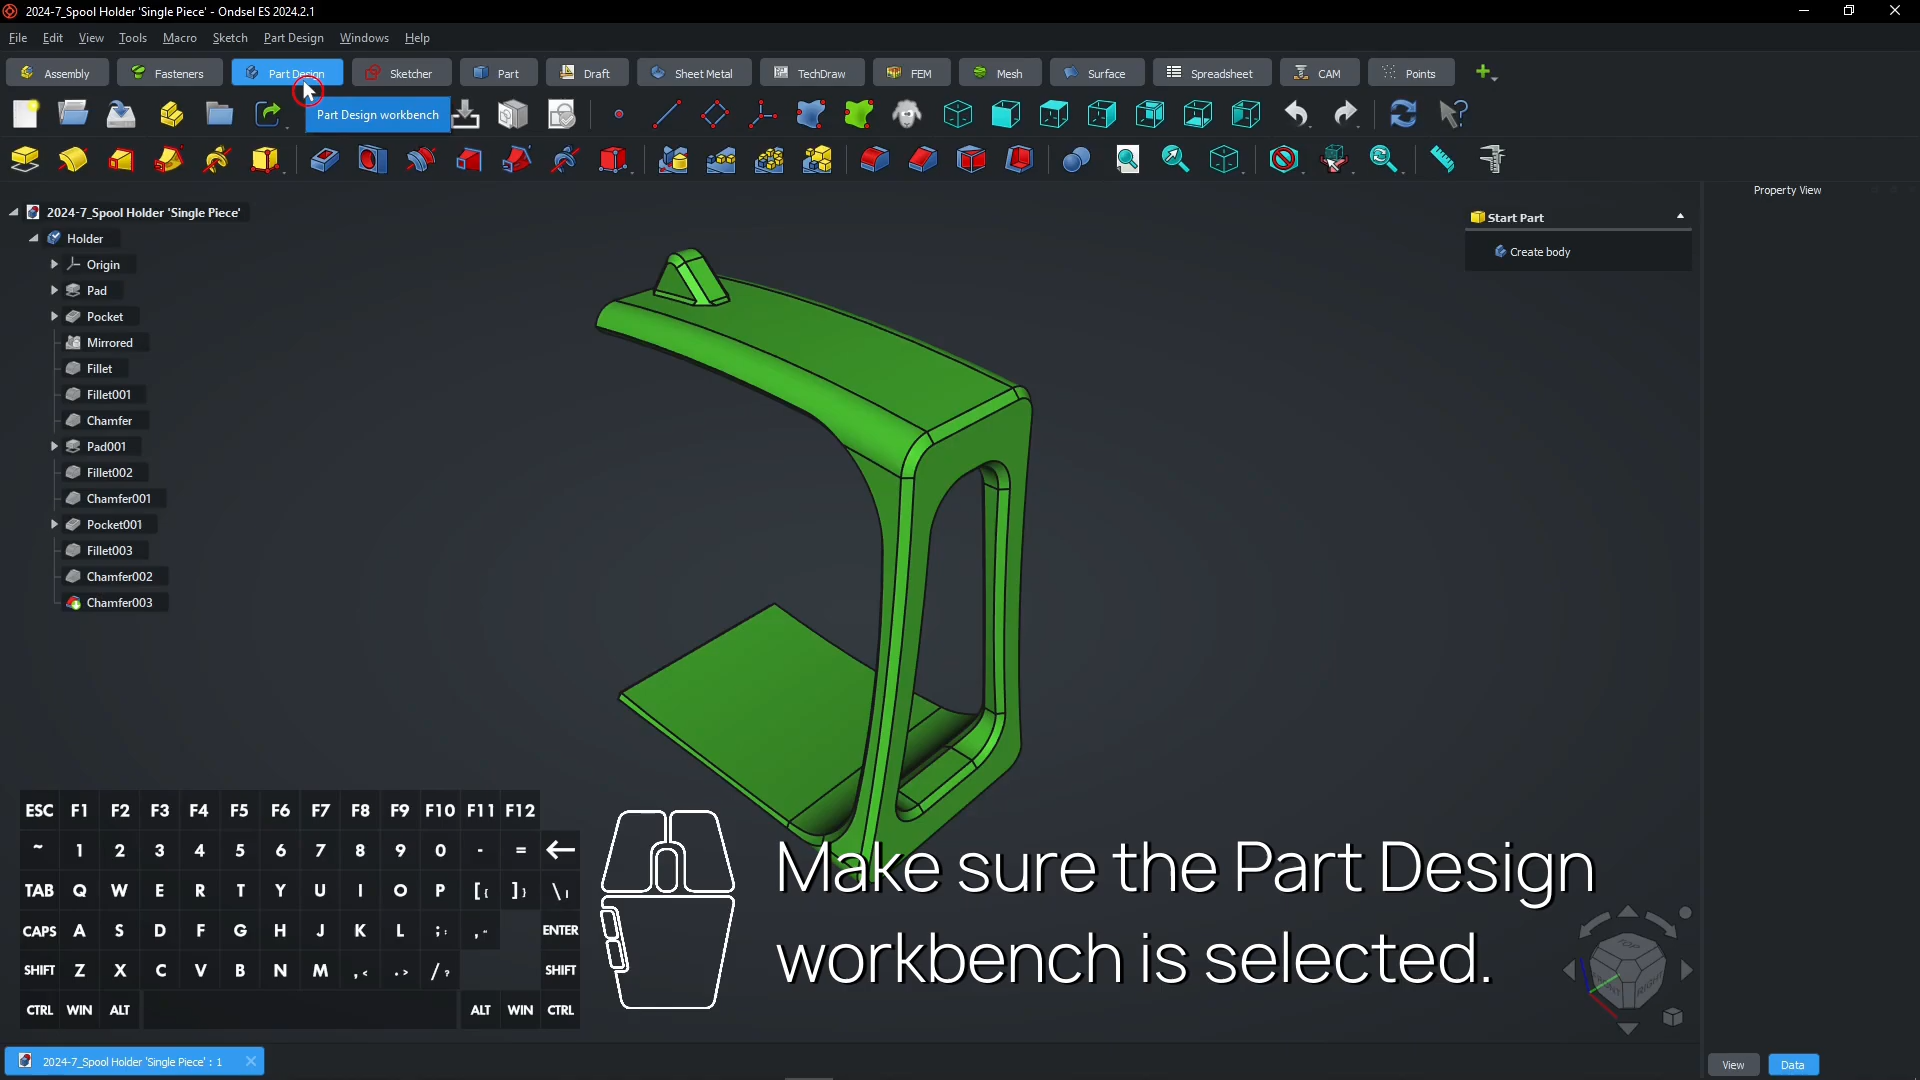 2024-7_Spool Holder 'Single Piece' - Ondsel ES 2024.2.1
File Edit View Tools Macro Sketch Part Design Windows Help
Assembly Fasteners Part Design Sketcher Part Draft Sheet Metal TechDraw FEM Mesh Surface Spreadsheet CAM Points
Part Design workbench
Property View
2024-7_Spool Holder 'Single Piece'
Start Part
Holder
Create body
Origin
Pad
Pocket
Mirrored
Fillet
Fillet001
Chamfer
Pad001
Fillet002
Chamfer001
Pocket001
Fillet003
Chamfer002
Chamfer003
ESC F1 F2 F3 F4 F5 F6 F7 F8 F9 F10 F11 F12
~ 1 2 3 4 5 6 7 8 9 0 - =
TAB Q W E R T Y U I O P [{ ]} \|
CAPS A S D F G H J K L ;: ,“ ENTER
SHIFT Z X C V B N M ,< .> /? SHIFT
CTRL WIN ALT ALT WIN CTRL
Make sure the Part Design
workbench is selected.
TOP
FRONT RIGHT
2024-7_Spool Holder 'Single Piece' : 1
View Data